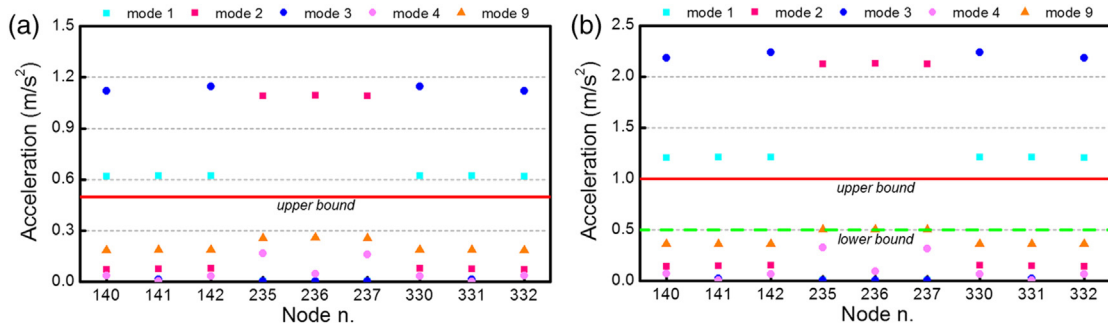 (a)
mode 1 mode 2 mode 3 mode 4 mode 9
Acceleration (m/s²)
1.5
1.2
0.9
0.6
0.3
0.0
upper bound
140 141 142 235 236 237 330 331 332
Node n.
(b)
mode 1 mode 2 mode 3 mode 4 mode 9
Acceleration (m/s²)
2.5
2.0
1.5
1.0
0.5
0.0
upper bound
lower bound
140 141 142 235 236 237 330 331 332
Node n.